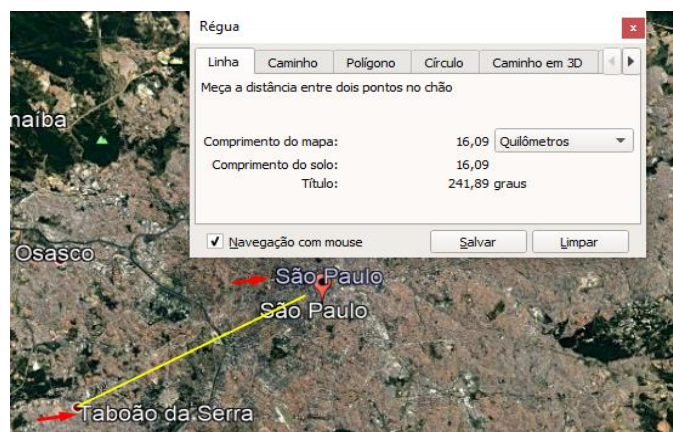 Régua
x
Linha Caminho Polígono Círculo Caminho em 3D
Meça a distância entre dois pontos no chão
Comprimento do mapa: 16,09 Quilômetros
Comprimento do solo: 16,09
Título: 241,89 graus
Navegação com mouse Salvar Limpar
naíba
Osasco
São Paulo
São Paulo
Taboão da Serra